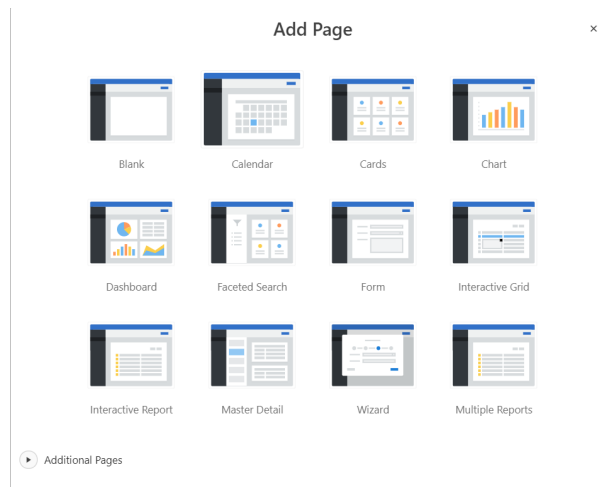 Add Page
×
Blank
Calendar
Cards
Chart
Dashboard
Faceted Search
Form
Interactive Grid
Interactive Report
Master Detail
Wizard
Multiple Reports
Additional Pages